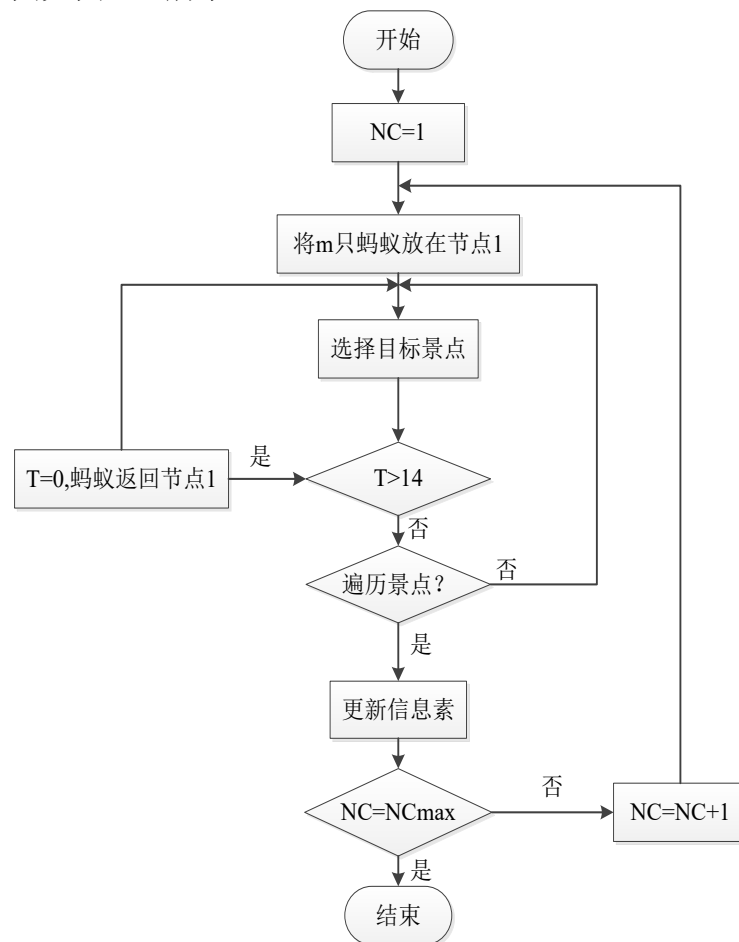 开始
NC=1
将m只蚂蚁放在节点1
选择目标景点
T=0,蚂蚁返回节点1
是
T>14
否
遍历景点?
否
是
更新信息素
NC=NCmax
否
NC=NC+1
是
结束